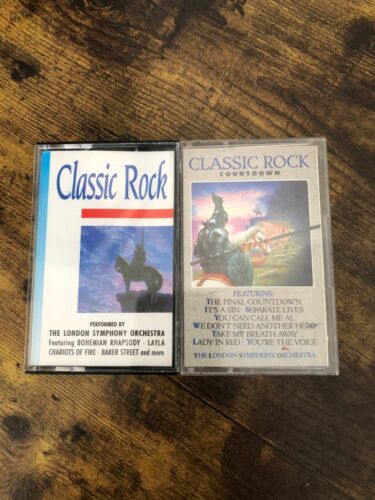 Classic Rock
PERFORMED BY
THE LONDON SYMPHONY ORCHESTRA
Featuring BOHEMIAN RHAPSODY · LAYLA
CHARIOTS OF FIRE · BAKER STREET and more
CLASSIC ROCK
COUNTDOWN
FEATURING:
THE FINAL COUNTDOWN
IT'S A SIN · SEPARATE LIVES
YOU CAN CALL ME AL
WE DON'T NEED ANOTHER HERO
TAKE MY BREATH AWAY
LADY IN RED · YOU'RE THE VOICE
THE LONDON SYMPHONY ORCHESTRA